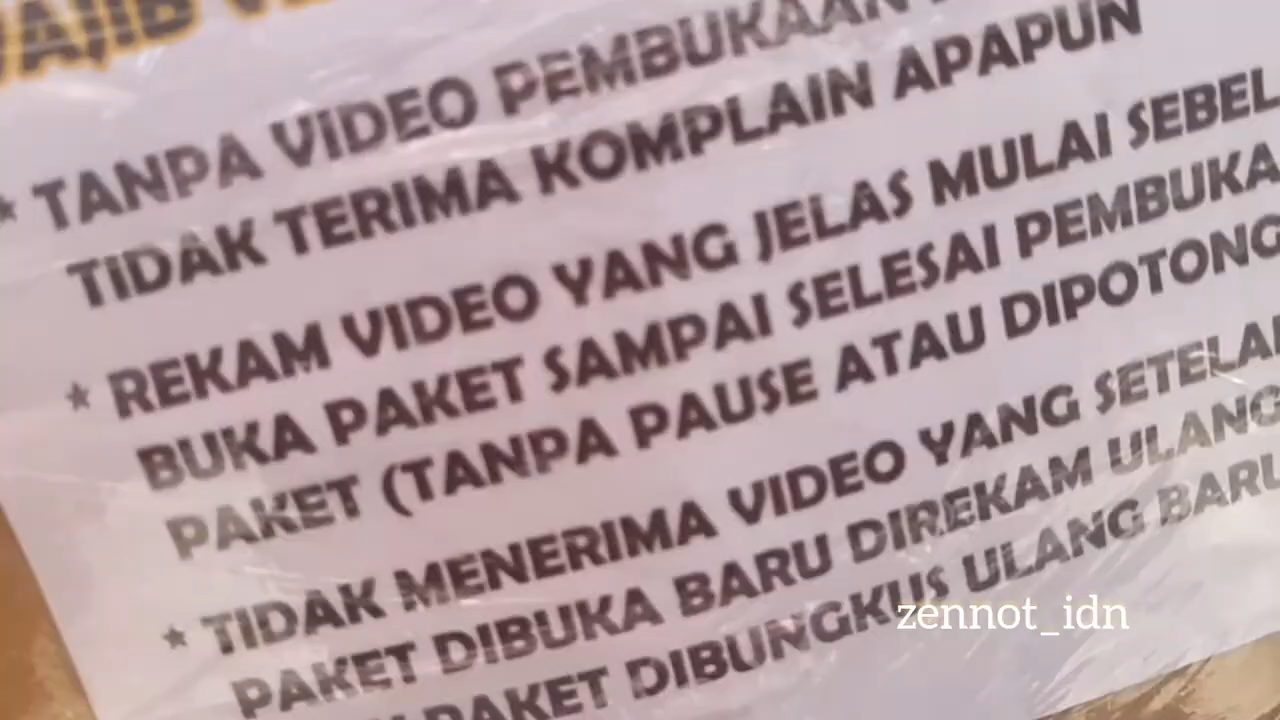 WAJIB
* TANPA VIDEO PEMBUKAAN
TIDAK TERIMA KOMPLAIN APAPUN
* REKAM VIDEO YANG JELAS MULAI SEBEL
BUKA PAKET SAMPAI SELESAI PEMBUKA
PAKET (TANPA PAUSE ATAU DIPOTONG
* TIDAK MENERIMA VIDEO YANG SETELA
PAKET DIBUKA BARU DIREKAM ULANG
PAKET DIBUNGKUS ULANG BARU
zennot_idn